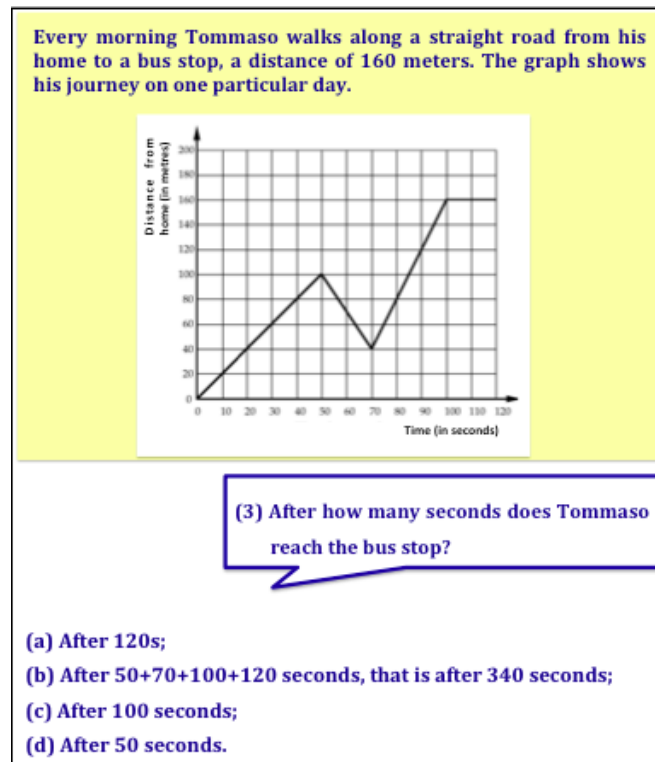 Every morning Tommaso walks along a straight road from his
home to a bus stop, a distance of 160 meters. The graph shows
his journey on one particular day.
Distance from
home (in metres)
200
180
160
140
120
100
80
60
40
20
0
0 10 20 30 40 50 60 70 80 90 100 110 120
Time (in seconds)
(3) After how many seconds does Tommaso
reach the bus stop?
(a) After 120s;
(b) After 50+70+100+120 seconds, that is after 340 seconds;
(c) After 100 seconds;
(d) After 50 seconds.